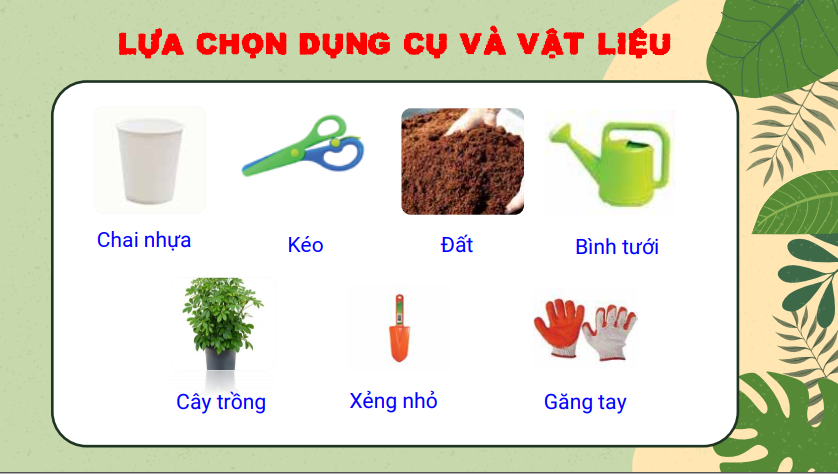 LỰA CHỌN DỤNG CỤ VÀ VẬT LIỆU
Chai nhựa
Kéo
Đất
Bình tưới
Cây trồng
Xẻng nhỏ
Găng tay